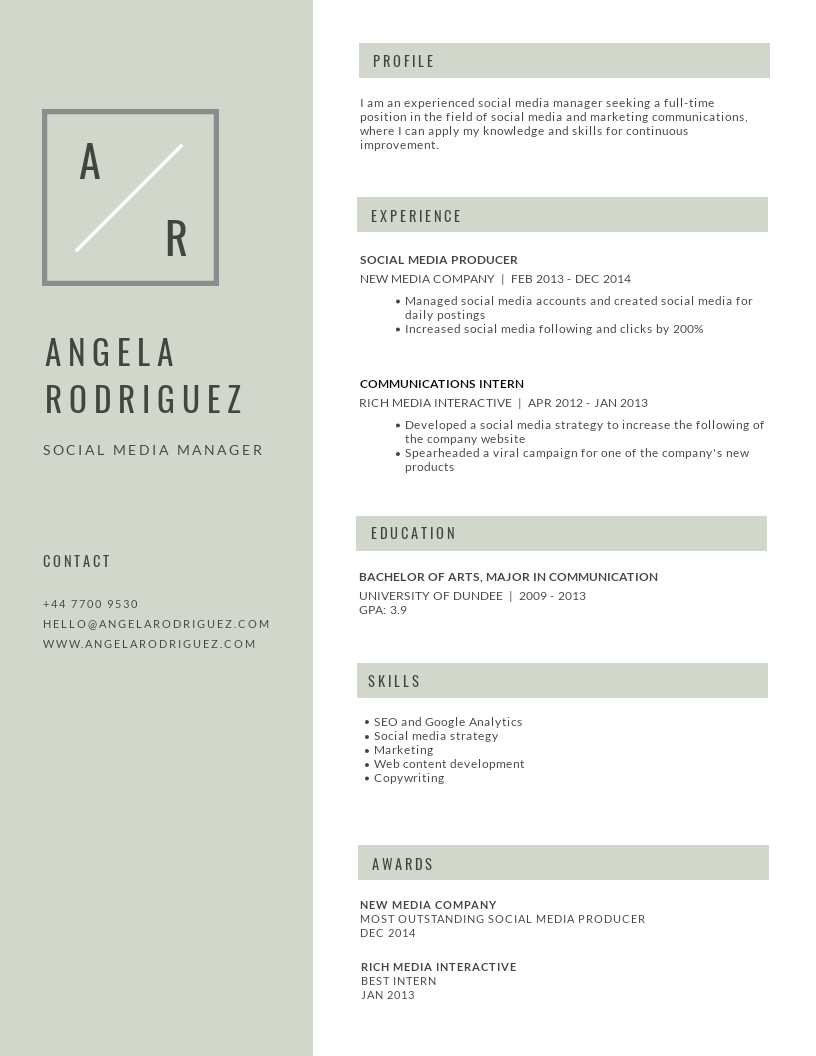 A
R
ANGELA
RODRIGUEZ
SOCIAL MEDIA MANAGER
CONTACT
+44 7700 9530
HELLO@ANGELARODRIGUEZ.COM
WWW.ANGELARODRIGUEZ.COM
PROFILE
I am an experienced social media manager seeking a full-time
position in the field of social media and marketing communications,
where I can apply my knowledge and skills for continuous
improvement.
EXPERIENCE
SOCIAL MEDIA PRODUCER
NEW MEDIA COMPANY | FEB 2013 - DEC 2014
• Managed social media accounts and created social media for
daily postings
• Increased social media following and clicks by 200%
COMMUNICATIONS INTERN
RICH MEDIA INTERACTIVE | APR 2012 - JAN 2013
• Developed a social media strategy to increase the following of
the company website
• Spearheaded a viral campaign for one of the company's new
products
EDUCATION
BACHELOR OF ARTS, MAJOR IN COMMUNICATION
UNIVERSITY OF DUNDEE | 2009 - 2013
GPA: 3.9
SKILLS
• SEO and Google Analytics
• Social media strategy
• Marketing
• Web content development
• Copywriting
AWARDS
NEW MEDIA COMPANY
MOST OUTSTANDING SOCIAL MEDIA PRODUCER
DEC 2014
RICH MEDIA INTERACTIVE
BEST INTERN
JAN 2013